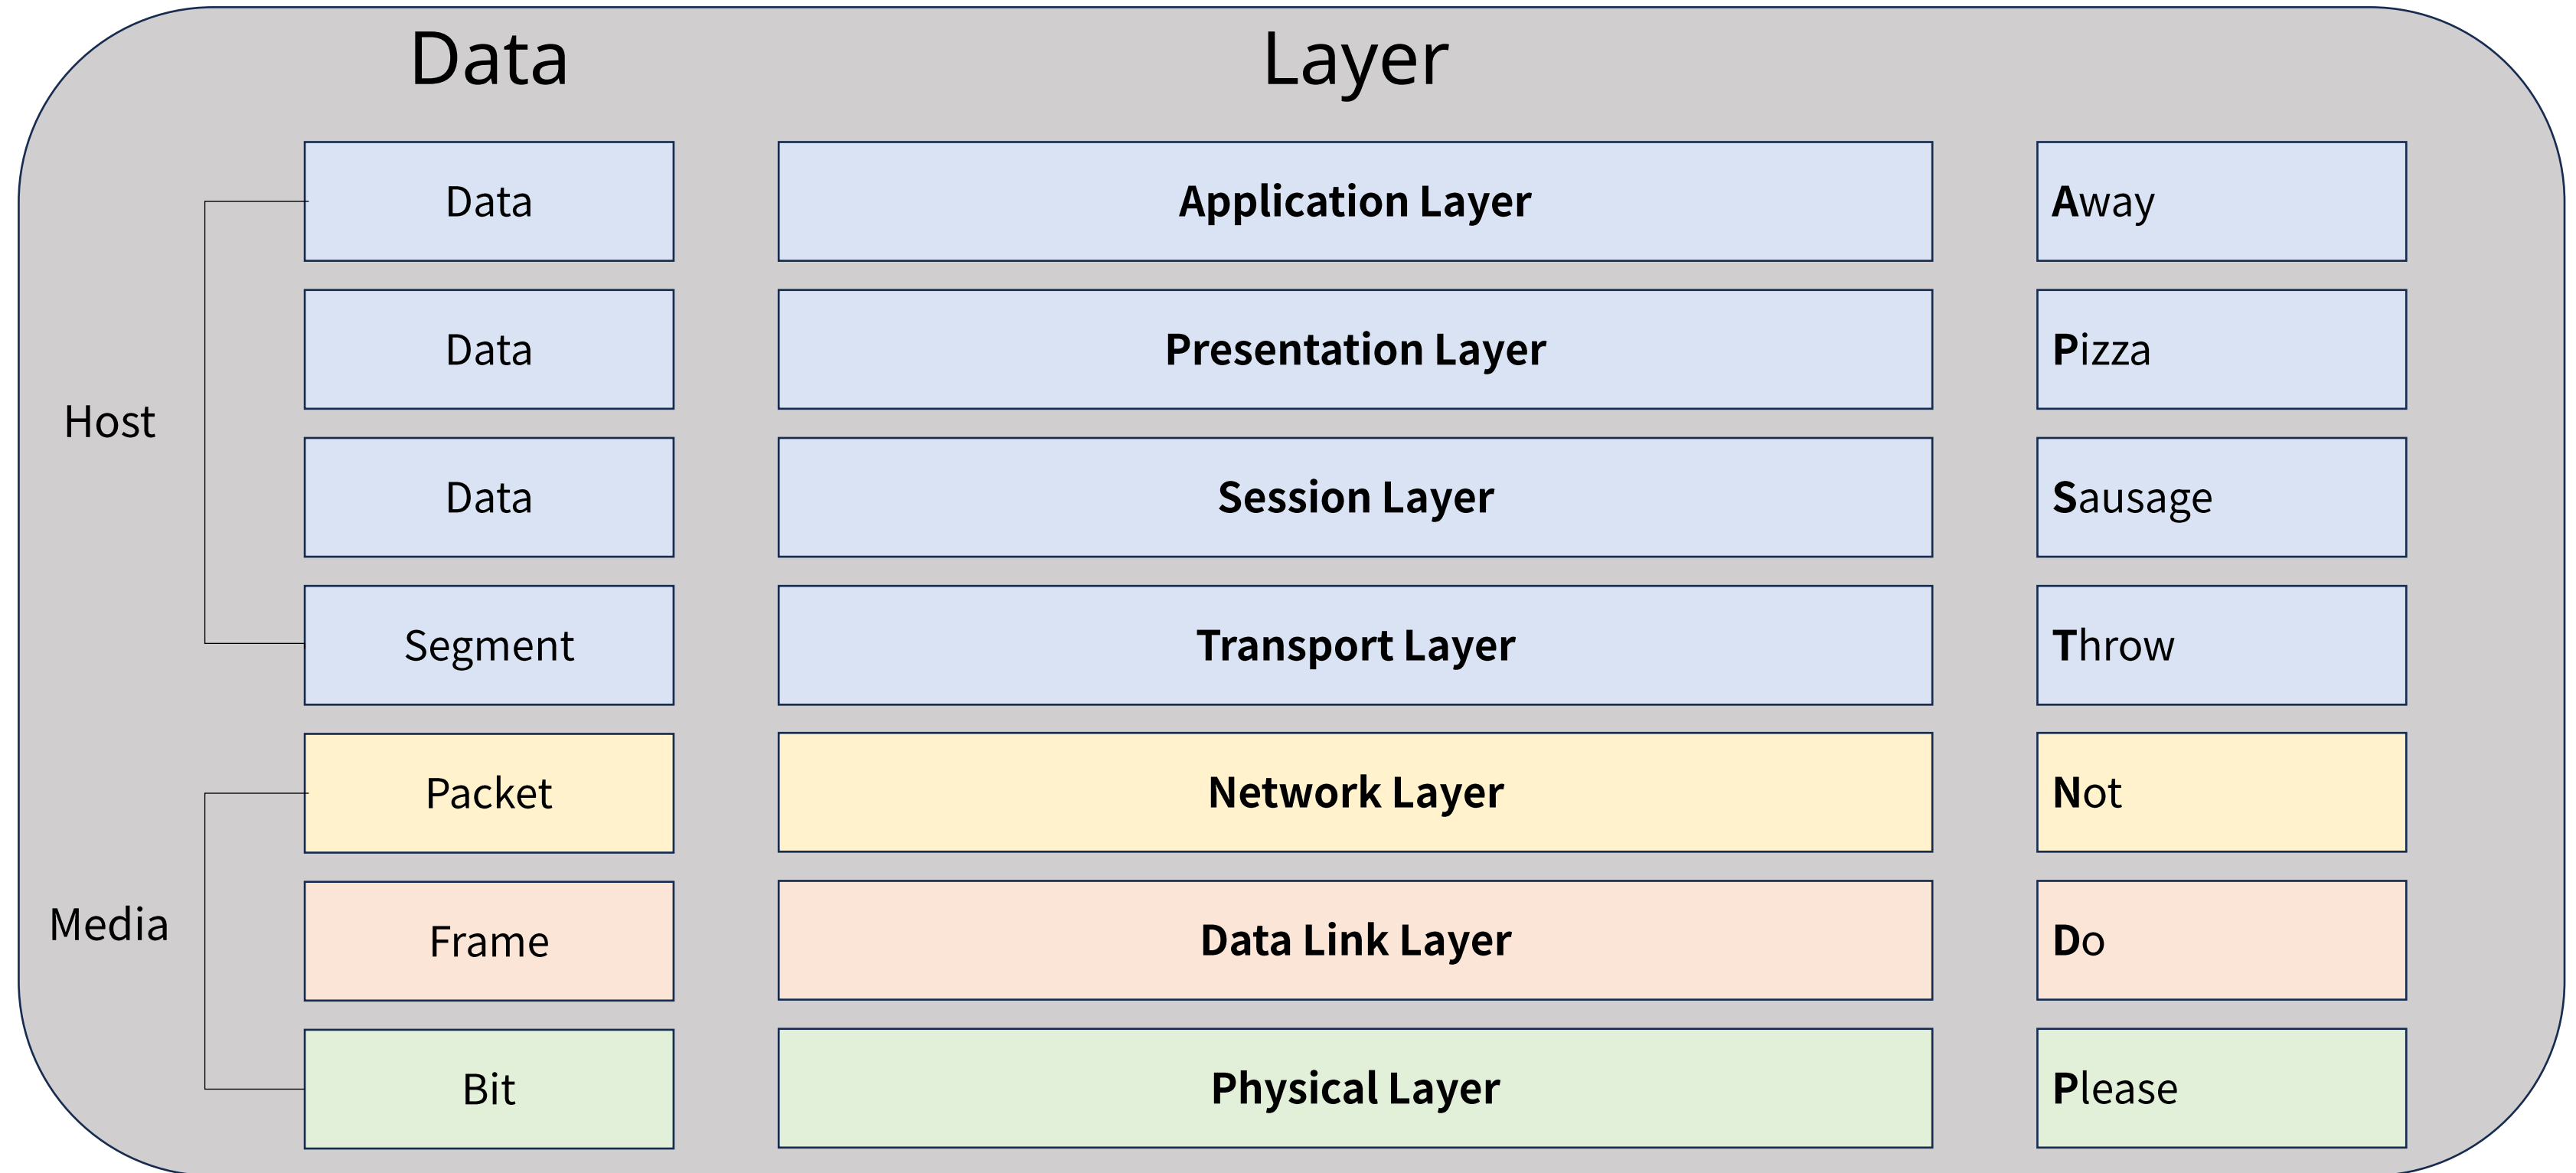 Data Layer
Data Application Layer Away
Data Presentation Layer Pizza
Host
Data Session Layer Sausage
Segment Transport Layer Throw
Packet Network Layer Not
Media
Frame Data Link Layer Do
Bit Physical Layer Please